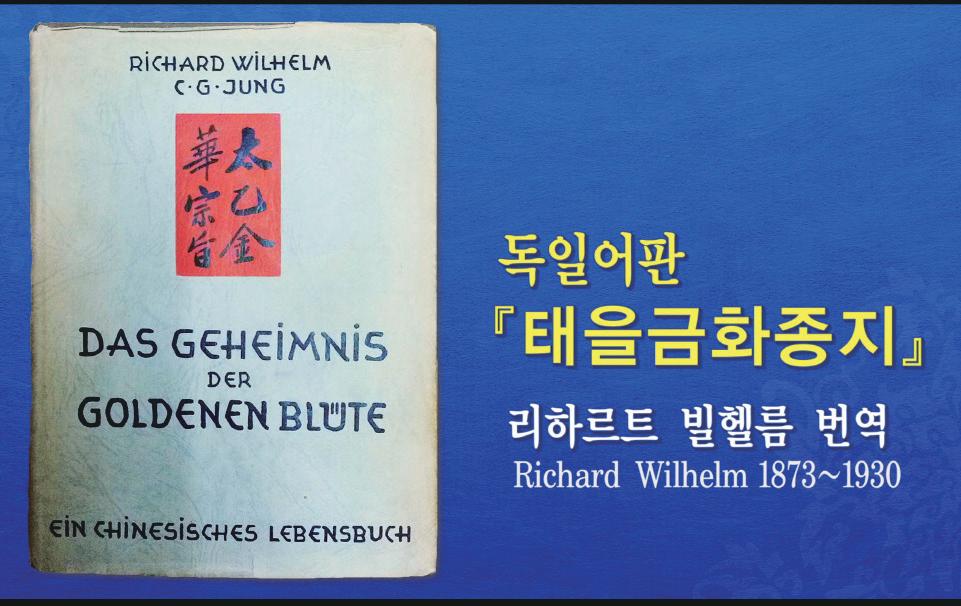 RICHARD WILHELM
C·G·JUNG
太乙金
華宗旨
DAS GEHEIMNIS
DER
GOLDENEN BLÜTE
EIN CHINESISCHES LEBENSBUCH
독일어판
『태을금화종지』
리하르트 빌헬름 번역
Richard Wilhelm 1873~1930